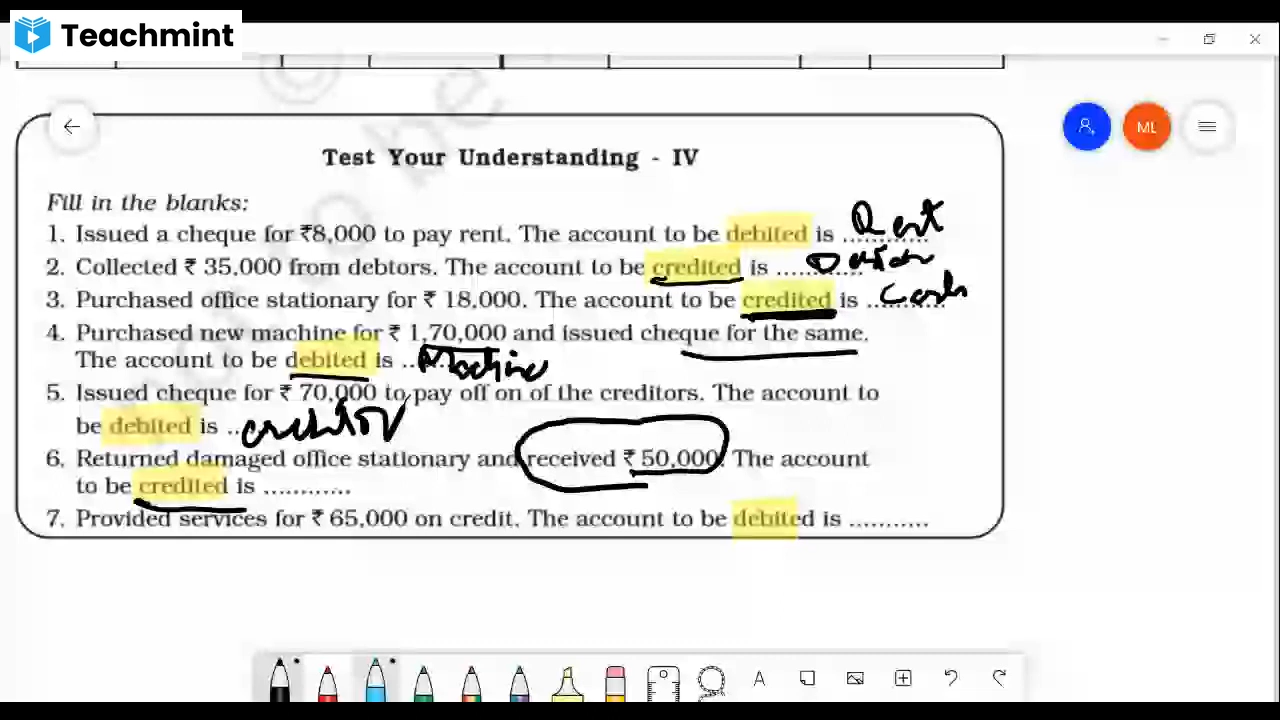 Teachmint
ML
Test Your Understanding - IV
Fill in the blanks:
1. Issued a cheque for ₹8,000 to pay rent. The account to be debited is ............ Rent
2. Collected ₹ 35,000 from debtors. The account to be credited is ............
3. Purchased office stationary for ₹ 18,000. The account to be credited is ............ Cash
4. Purchased new machine for ₹ 1,70,000 and issued cheque for the same.
The account to be debited is ............ Machine
5. Issued cheque for ₹ 70,000 to pay off on of the creditors. The account to
be debited is ............ creditor
6. Returned damaged office stationary and received ₹ 50,000. The account
to be credited is ............
7. Provided services for ₹ 65,000 on credit. The account to be debited is ...........
A